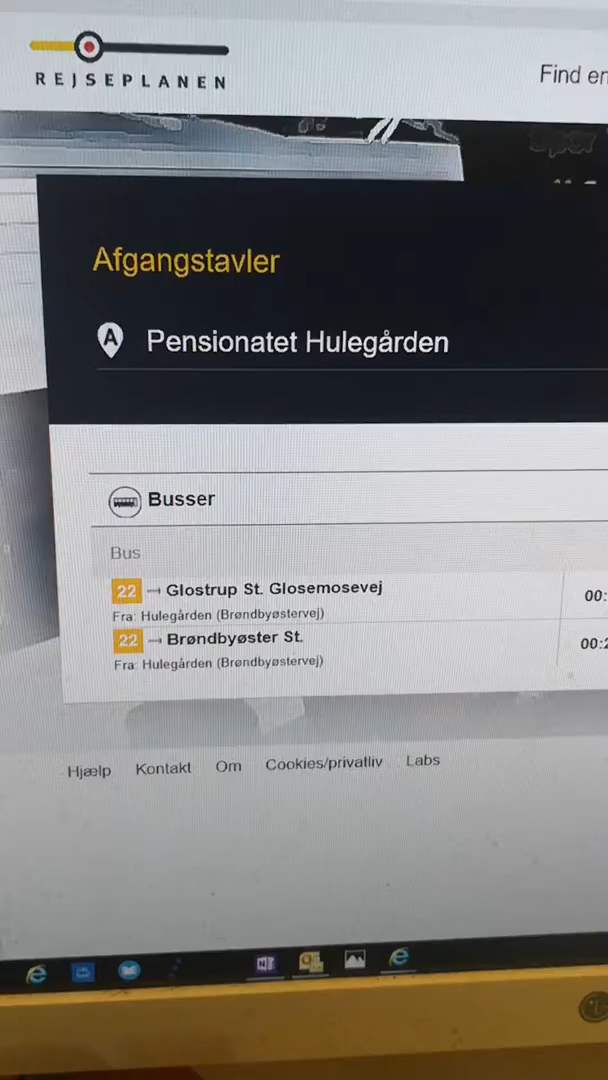 REJSEPLANEN
Find en
Afgangstavler
A Pensionatet Hulegården
Busser
Bus
22 → Glostrup St. Glosemosevej
00:
Fra: Hulegården (Brøndbyøstervej)
22 → Brøndbyøster St.
00:2
Fra: Hulegården (Brøndbyøstervej)
Hjælp Kontakt Om Cookies/privatliv Labs